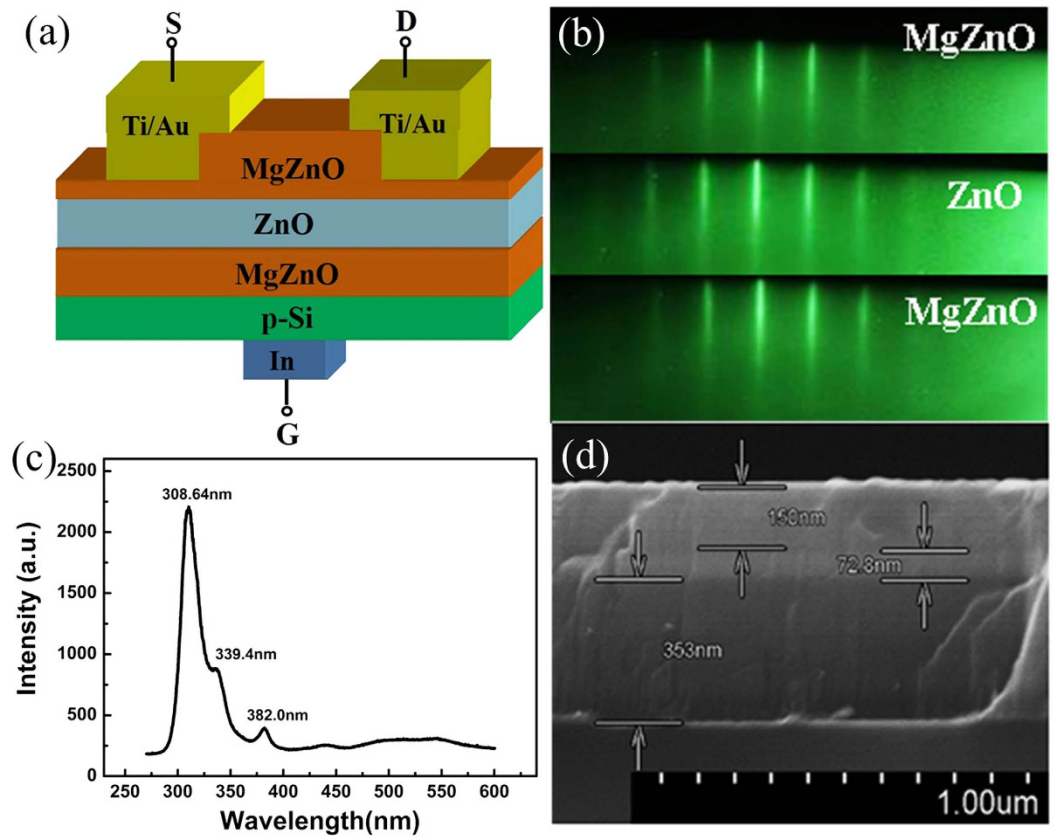 (a)
S
D
Ti/Au
Ti/Au
MgZnO
ZnO
MgZnO
p-Si
In
G
(b)
MgZnO
ZnO
MgZnO
(c)
2500
2000
1500
1000
500
0
Intensity (a.u.)
308.64nm
339.4nm
382.0nm
250
300
350
400
450
500
550
600
Wavelength(nm)
(d)
150nm
72.8nm
353nm
1.00um